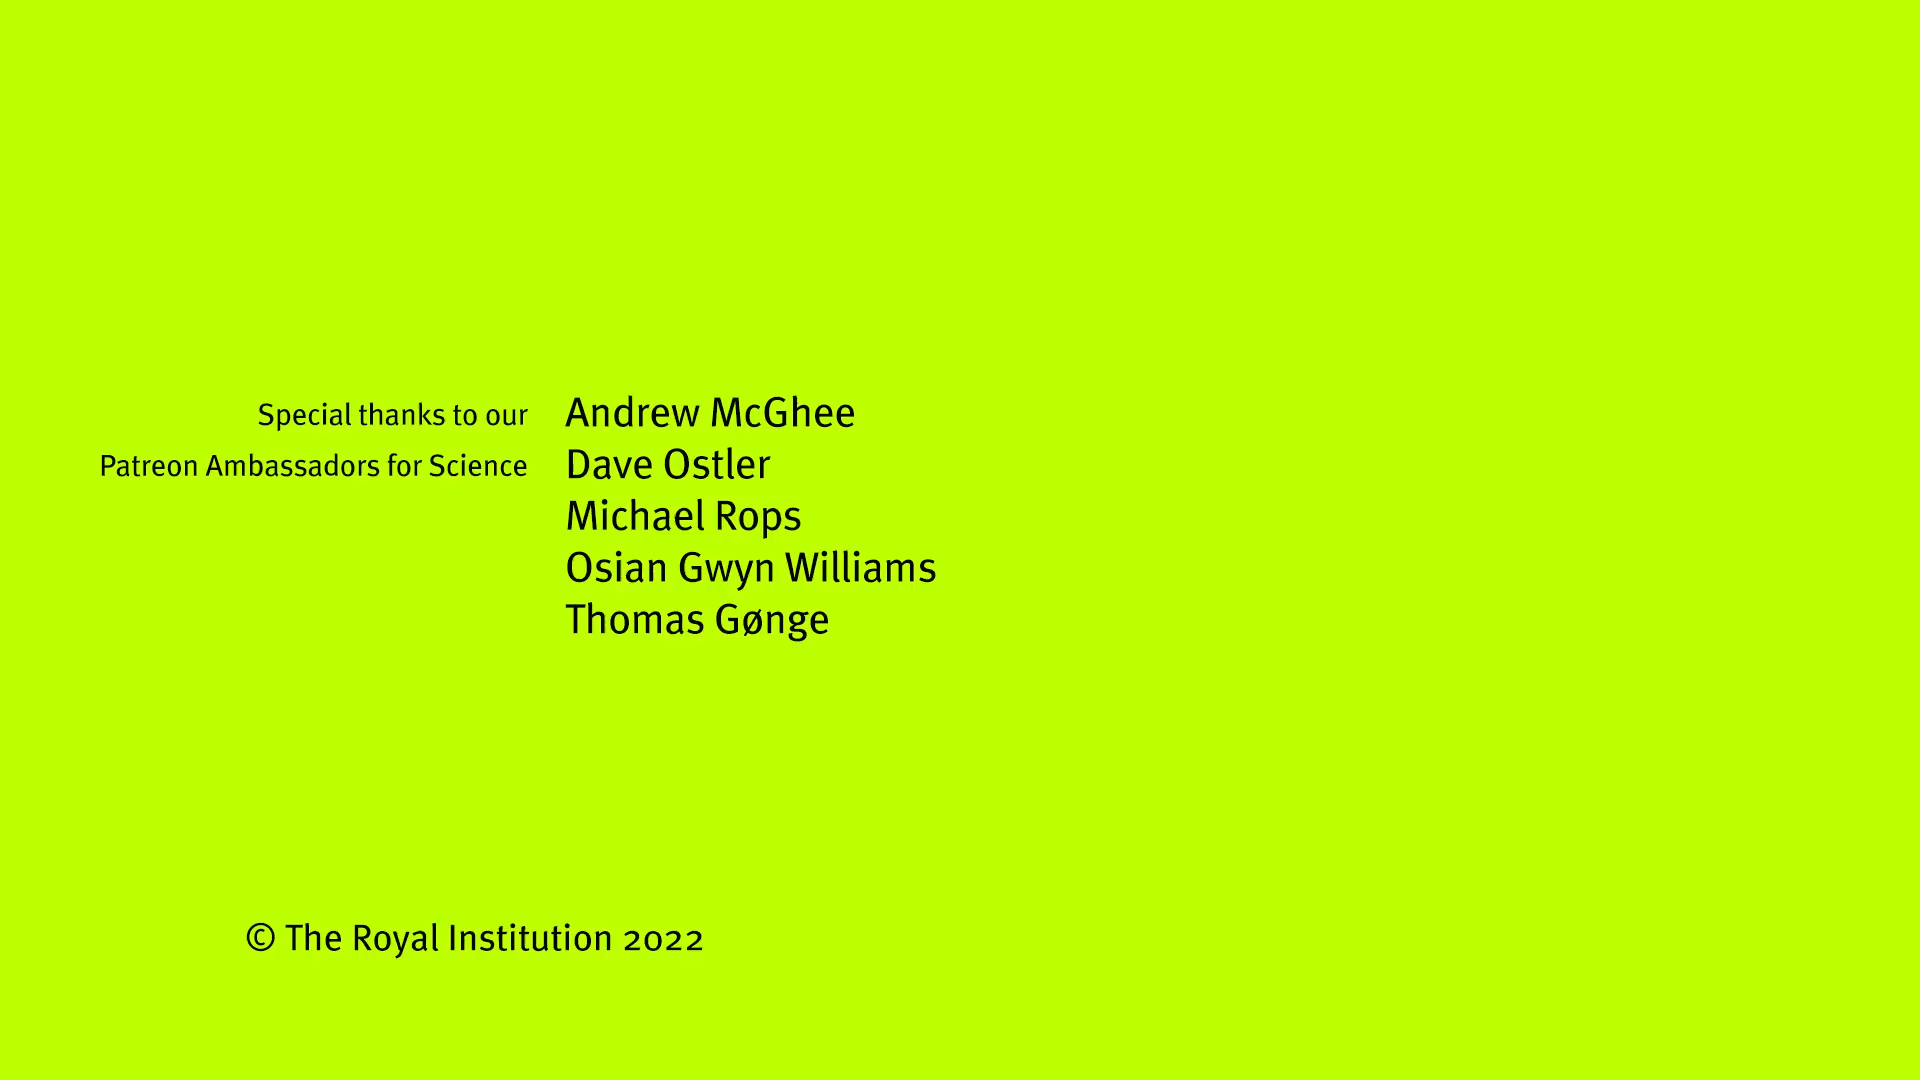 Special thanks to our
Patreon Ambassadors for Science
Andrew McGhee
Dave Ostler
Michael Rops
Osian Gwyn Williams
Thomas Gønge
© The Royal Institution 2022